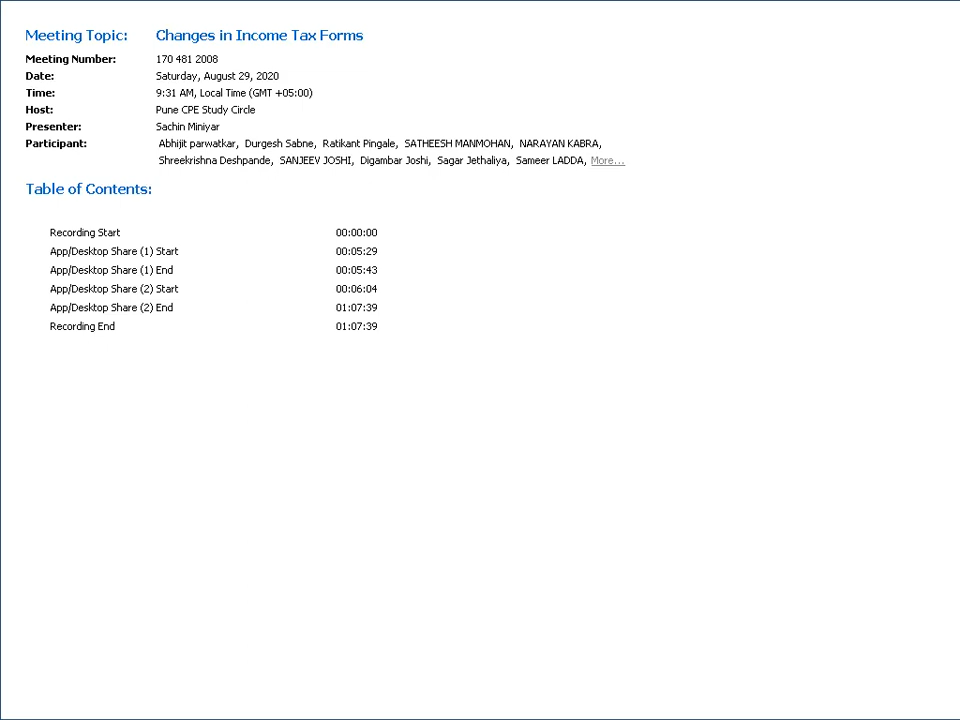 Meeting Topic: Changes in Income Tax Forms
Meeting Number: 170 481 2008
Date: Saturday, August 29, 2020
Time: 9:31 AM, Local Time (GMT +05:00)
Host: Pune CPE Study Circle
Presenter: Sachin Miniyar
Participant: Abhijit parwatkar, Durgesh Sabne, Ratikant Pingale, SATHEESH MANMOHAN, NARAYAN KABRA,
Shreekrishna Deshpande, SANJEEV JOSHI, Digambar Joshi, Sagar Jethaliya, Sameer LADDA, More...
Table of Contents:
Recording Start 00:00:00
App/Desktop Share (1) Start 00:05:29
App/Desktop Share (1) End 00:05:43
App/Desktop Share (2) Start 00:06:04
App/Desktop Share (2) End 01:07:39
Recording End 01:07:39